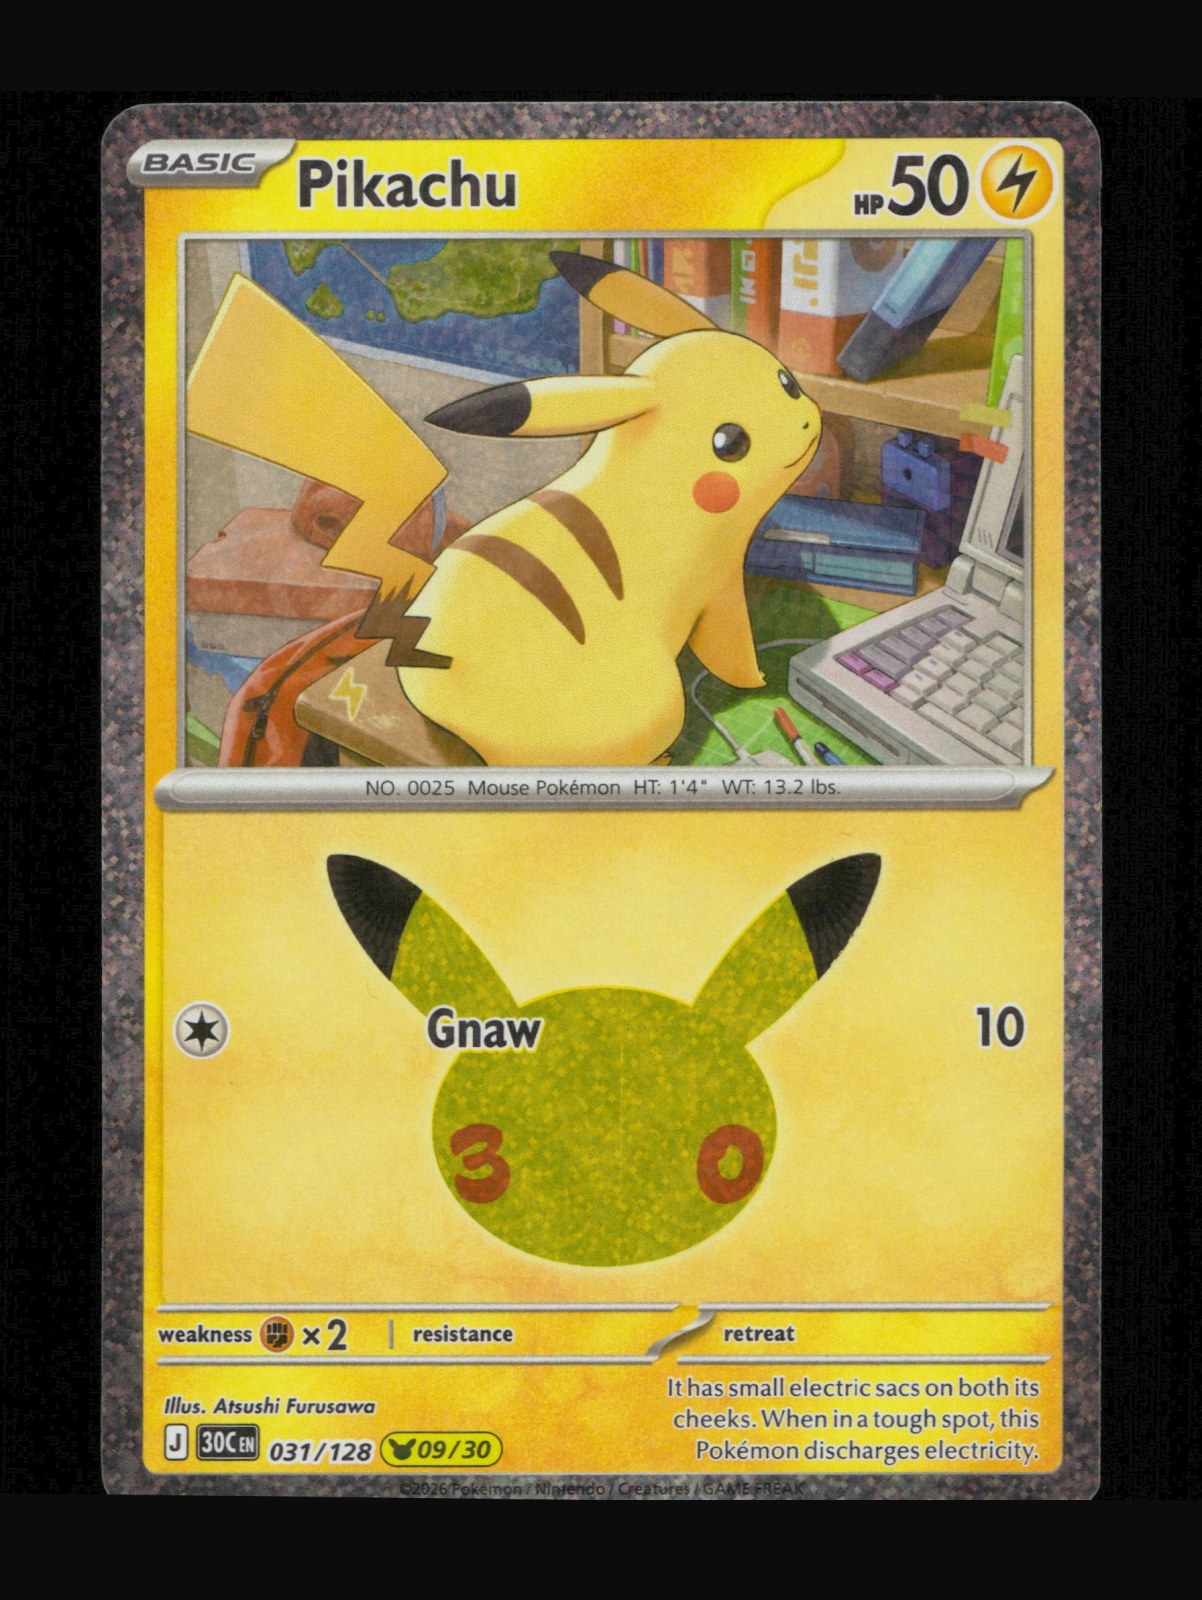 BASIC
Pikachu
HP 50
NO. 0025 Mouse Pokémon HT: 1'4" WT: 13.2 lbs.
Gnaw 10
3 0
weakness ×2 resistance retreat
It has small electric sacs on both its
cheeks. When in a tough spot, this
Pokémon discharges electricity.
Illus. Atsushi Furusawa
J 30C EN 031/128 09/30
©2026 Pokémon / Nintendo / Creatures / GAME FREAK